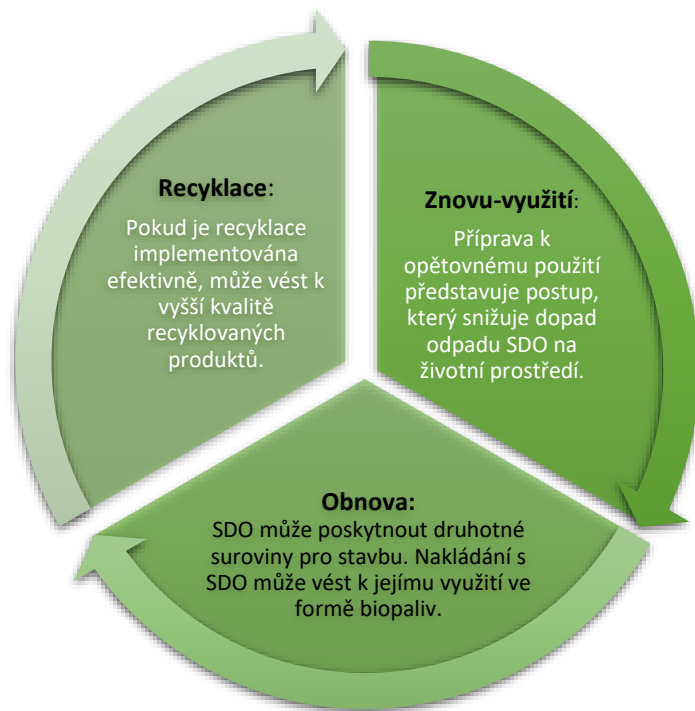 Recyklace:
Pokud je recyklace
implementována
efektivně, může vést k
vyšší kvalitě
recyklovaných
produktů.
Znovu-využití:
Příprava k
opětovnému použití
představuje postup,
který snižuje dopad
odpadu SDO na
životní prostředí.
Obnova:
SDO může poskytnout druhotné
suroviny pro stavbu. Nakládání s
SDO může vést k jejímu využití ve
formě biopaliv.